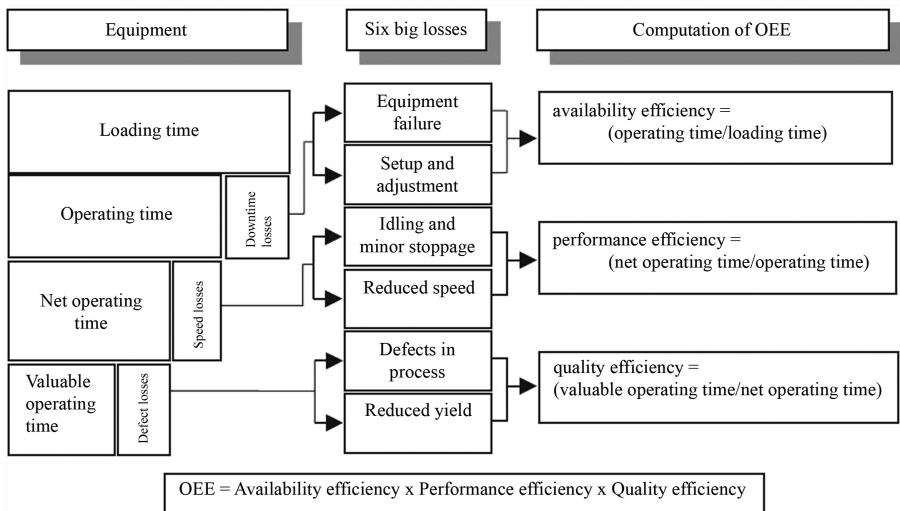 Equipment
Six big losses
Computation of OEE
Loading time
Operating time
Downtime
losses
Net operating
time
Speed losses
Valuable
operating
time
Defect losses
Equipment
failure
Setup and
adjustment
Idling and
minor stoppage
Reduced speed
Defects in
process
Reduced yield
availability efficiency =
(operating time/loading time)
performance efficiency =
(net operating time/operating time)
quality efficiency =
(valuable operating time/net operating time)
OEE = Availability efficiency x Performance efficiency x Quality efficiency